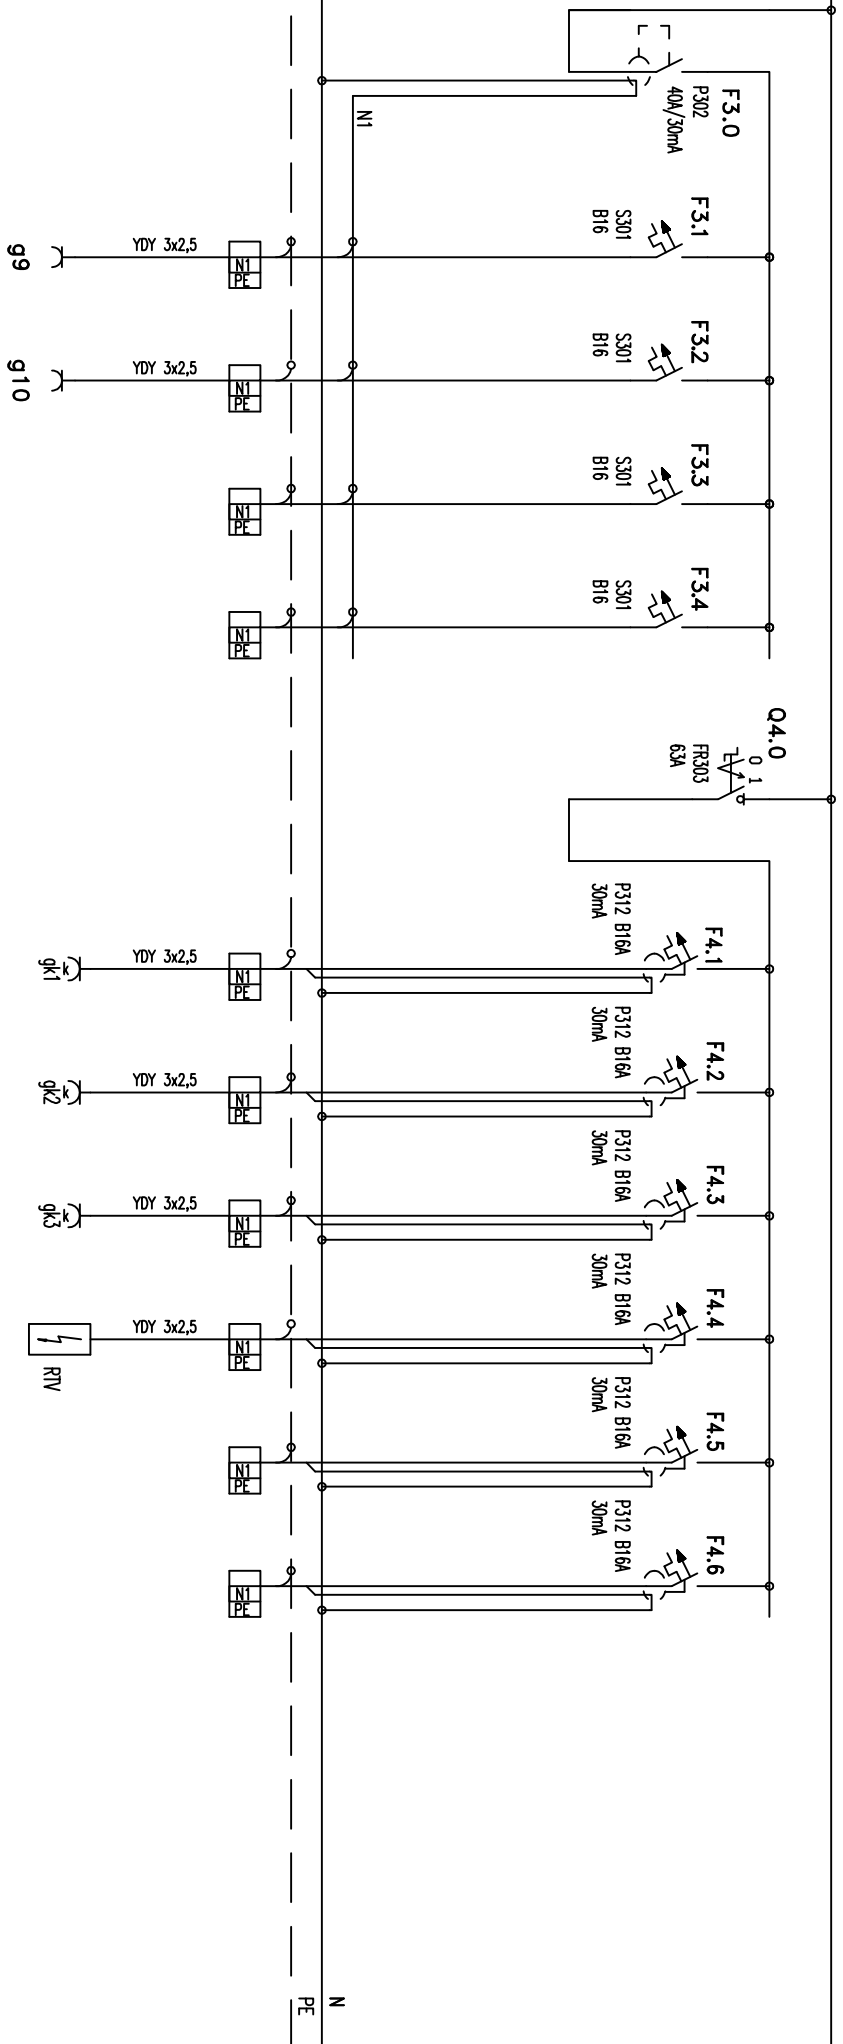 F3.0
P302
40A/30mA
N1
F3.1
S301
B16
N1
PE
YDY 3x2,5
g9
F3.2
S301
B16
N1
PE
YDY 3x2,5
g10
F3.3
S301
B16
N1
PE
F3.4
S301
B16
N1
PE
Q4.0
0 1
FR303
63A
F4.1
P312 B16A
30mA
N1
PE
YDY 3x2,5
k
gk1
F4.2
P312 B16A
30mA
N1
PE
YDY 3x2,5
k
gk2
F4.3
P312 B16A
30mA
N1
PE
YDY 3x2,5
k
gk3
F4.4
P312 B16A
30mA
N1
PE
YDY 3x2,5
RTV
F4.5
P312 B16A
30mA
N1
PE
F4.6
P312 B16A
30mA
N1
PE
N
PE